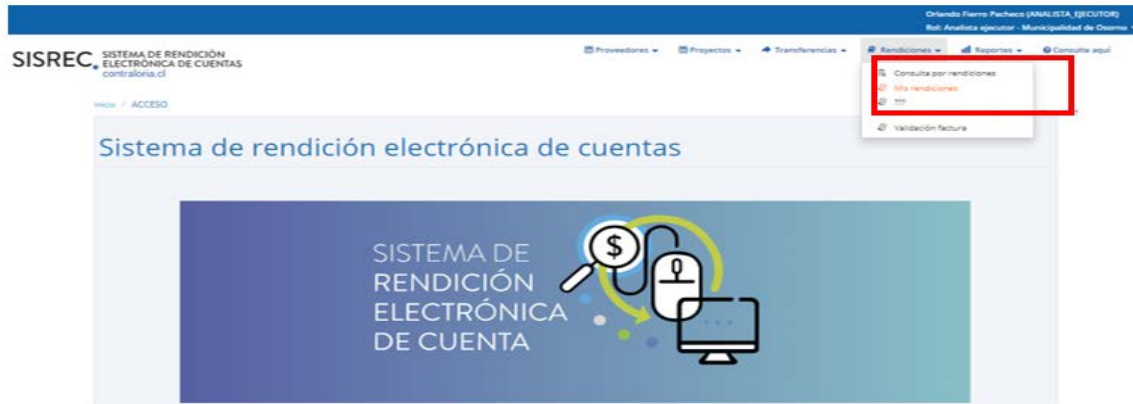 Orlando Fierro Pacheco (ANALISTA_EJECUTOR)
Rol: Analista ejecutor - Municipalidad de Osorno
SISREC. SISTEMA DE RENDICIÓN
ELECTRÓNICA DE CUENTAS
contraloria.cl
Proveedores Proyectos Transferencias Rendiciones Reportes Consulte aquí
Consulta por rendiciones
Mis rendiciones
???
Validación factura
Inicio / ACCESO
Sistema de rendición electrónica de cuentas
SISTEMA DE
RENDICIÓN
ELECTRÓNICA
DE CUENTA
$